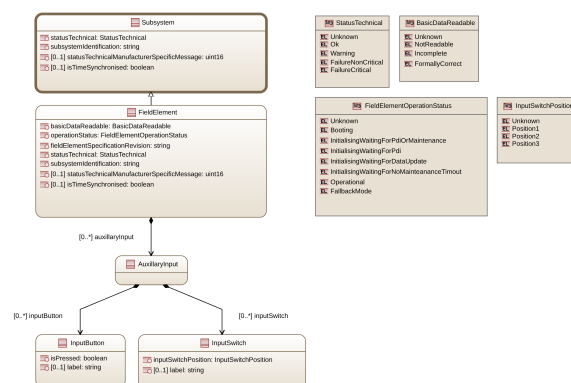 Subsystem
statusTechnical: StatusTechnical
subsystemIdentification: string
[0..1] statusTechnicalManufacturerSpecificMessage: uint16
[0..1] isTimeSynchronised: boolean
StatusTechnical
Unknown
Ok
Warning
FailureNonCritical
FailureCritical
BasicDataReadable
Unknown
NotReadable
Incomplete
FormallyCorrect
FieldElement
basicDataReadable: BasicDataReadable
operationStatus: FieldElementOperationStatus
fieldElementSpecificationRevision: string
statusTechnical: StatusTechnical
subsystemIdentification: string
[0..1] statusTechnicalManufacturerSpecificMessage: uint16
[0..1] isTimeSynchronised: boolean
FieldElementOperationStatus
Unknown
Booting
InitialisingWaitingForPdiOrMaintenance
InitialisingWaitingForPdi
InitialisingWaitingForDataUpdate
InitialisingWaitingForNoMainteananceTimout
Operational
FallbackMode
InputSwitchPosition
Unknown
Position1
Position2
Position3
[0..*] auxillaryInput
AuxillaryInput
[0..*] inputButton
[0..*] inputSwitch
InputButton
isPressed: boolean
[0..1] label: string
InputSwitch
inputSwitchPosition: InputSwitchPosition
[0..1] label: string